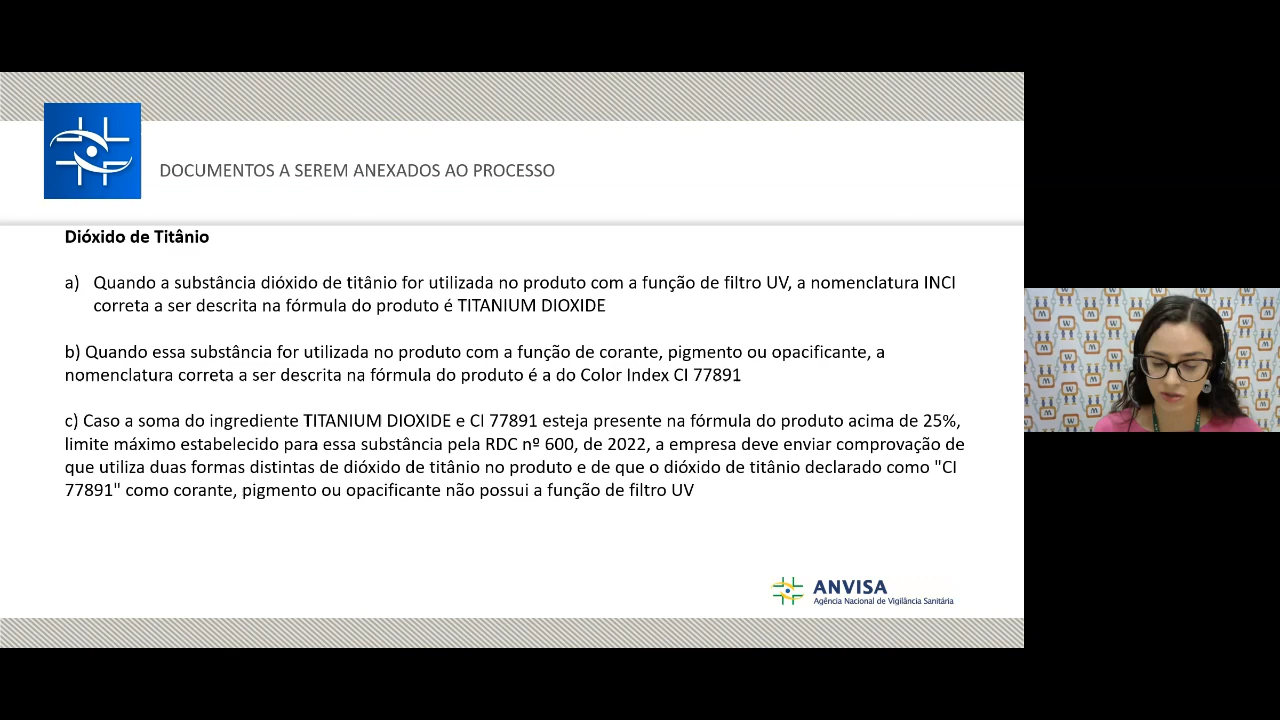 DOCUMENTOS A SEREM ANEXADOS AO PROCESSO
Dióxido de Titânio
a) Quando a substância dióxido de titânio for utilizada no produto com a função de filtro UV, a nomenclatura INCI
correta a ser descrita na fórmula do produto é TITANIUM DIOXIDE
b) Quando essa substância for utilizada no produto com a função de corante, pigmento ou opacificante, a
nomenclatura correta a ser descrita na fórmula do produto é a do Color Index CI 77891
c) Caso a soma do ingrediente TITANIUM DIOXIDE e CI 77891 esteja presente na fórmula do produto acima de 25%,
limite máximo estabelecido para essa substância pela RDC nº 600, de 2022, a empresa deve enviar comprovação de
que utiliza duas formas distintas de dióxido de titânio no produto e de que o dióxido de titânio declarado como "CI
77891" como corante, pigmento ou opacificante não possui a função de filtro UV
ANVISA
Agência Nacional de Vigilância Sanitária